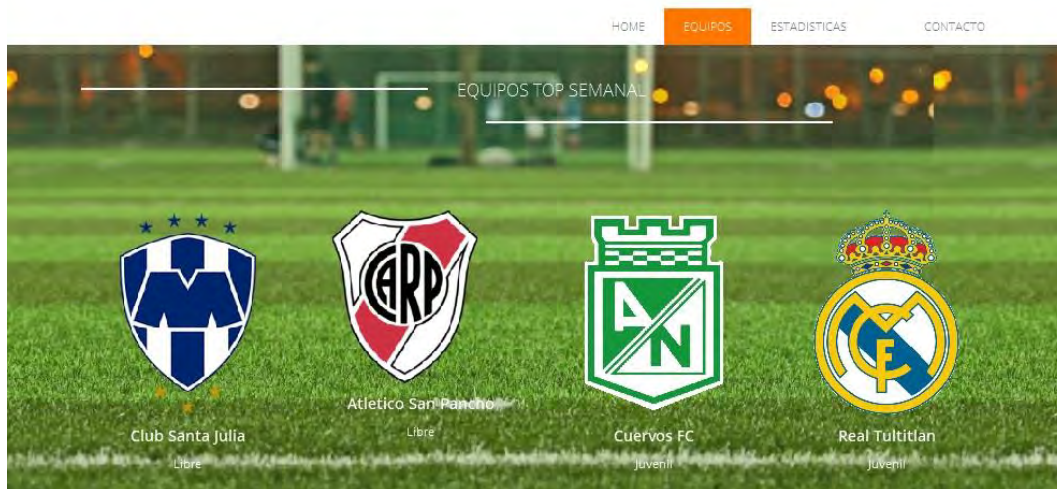 HOME EQUIPOS ESTADISTICAS CONTACTO
EQUIPOS TOP SEMANAL
CARP
AN
Atletico San Pancho
Club Santa Julia
Libre
Cuervos FC
Real Tultitlan
Libre
Juvenil
Juvenil